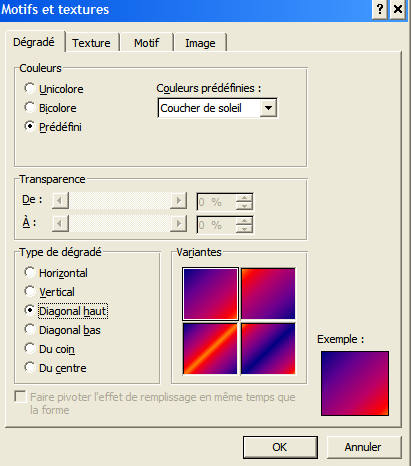 Motifs et textures
Dégradé Texture Motif Image
Couleurs
Unicolore
Bicolore
Prédéfini
Couleurs prédéfinies :
Coucher de soleil
Transparence
De : 0 %
À : 0 %
Type de dégradé
Horizontal
Vertical
Diagonal haut
Diagonal bas
Du coin
Du centre
Variantes
Exemple :
Faire pivoter l'effet de remplissage en même temps que
la forme
OK Annuler